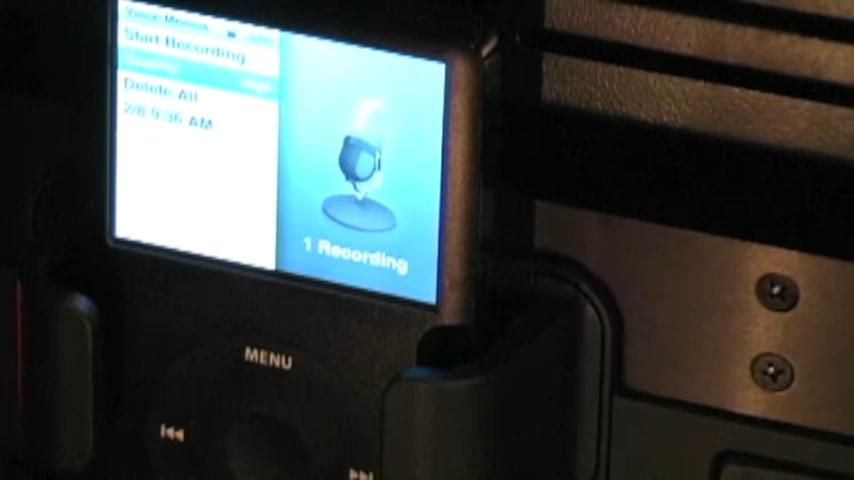 Voice Memos
Start Recording
Delete All
2/8 9:36 AM
1 Recording
MENU